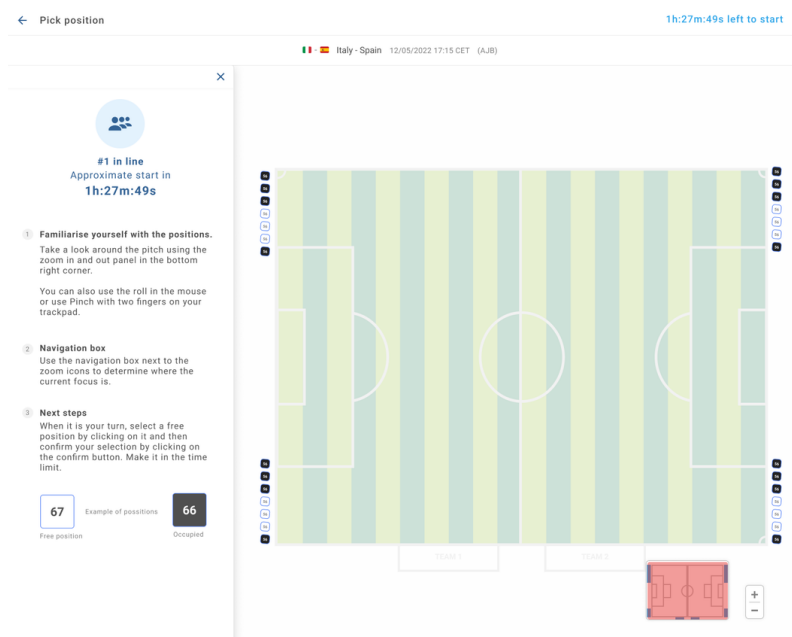 Pick position
1h:27m:49s left to start
Italy - Spain 12/05/2022 17:15 CET (AJB)
#1 in line
Approximate start in
1h:27m:49s
1 Familiarise yourself with the positions.
Take a look around the pitch using the
zoom in and out panel in the bottom
right corner.
You can also use the roll in the mouse
or use Pinch with two fingers on your
trackpad.
2 Navigation box
Use the navigation box next to the
zoom icons to determine where the
current focus is.
3 Next steps
When it is your turn, select a free
position by clicking on it and then
confirm your selection by clicking on
the confirm button. Make it in the time
limit.
67 Example of possitions 66
Free position Occupied
TEAM 1 TEAM 2